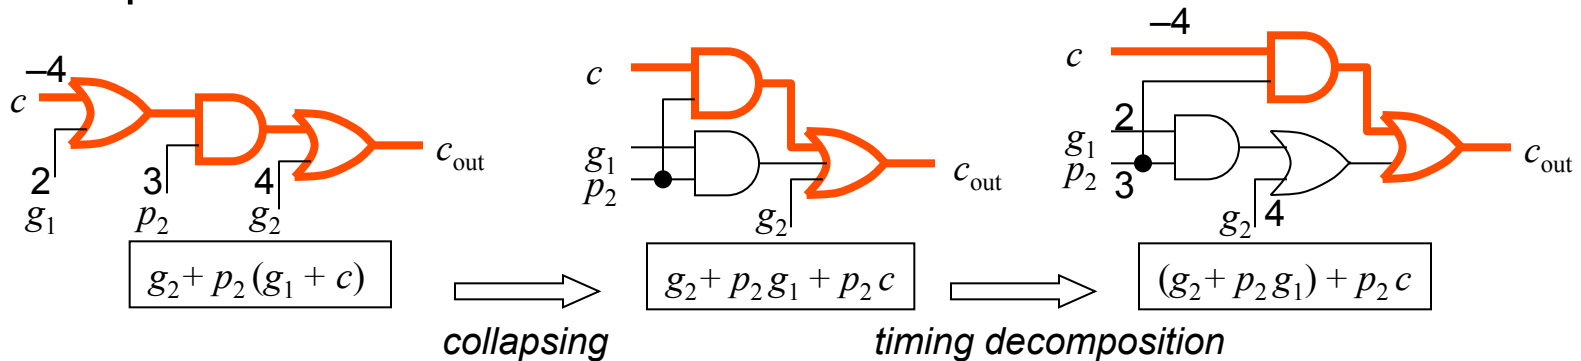 –4
c
2
g1
3
p2
4
g2
cout
g2 + p2 (g1 + c)
collapsing
c
g1
p2
g2
cout
g2 + p2 g1 + p2 c
timing decomposition
–4
c
2
g1
p2
3
g2
4
cout
(g2 + p2 g1) + p2 c